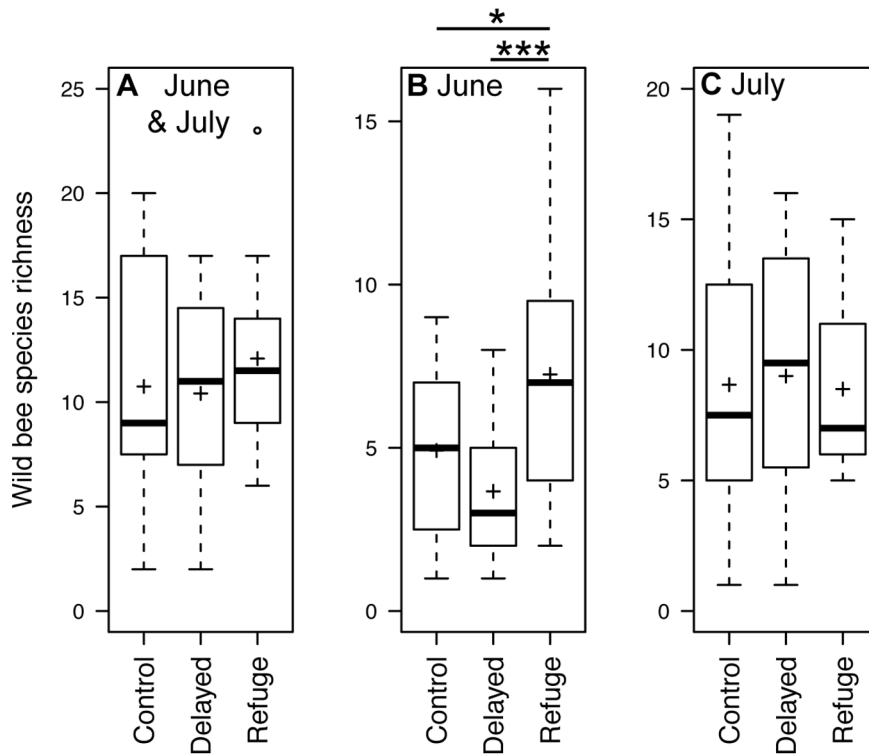 *
***
A June
& July
B June
C July
Wild bee species richness
25
20
15
10
5
0
15
10
5
0
20
15
10
5
0
Control
Delayed
Refuge
Control
Delayed
Refuge
Control
Delayed
Refuge